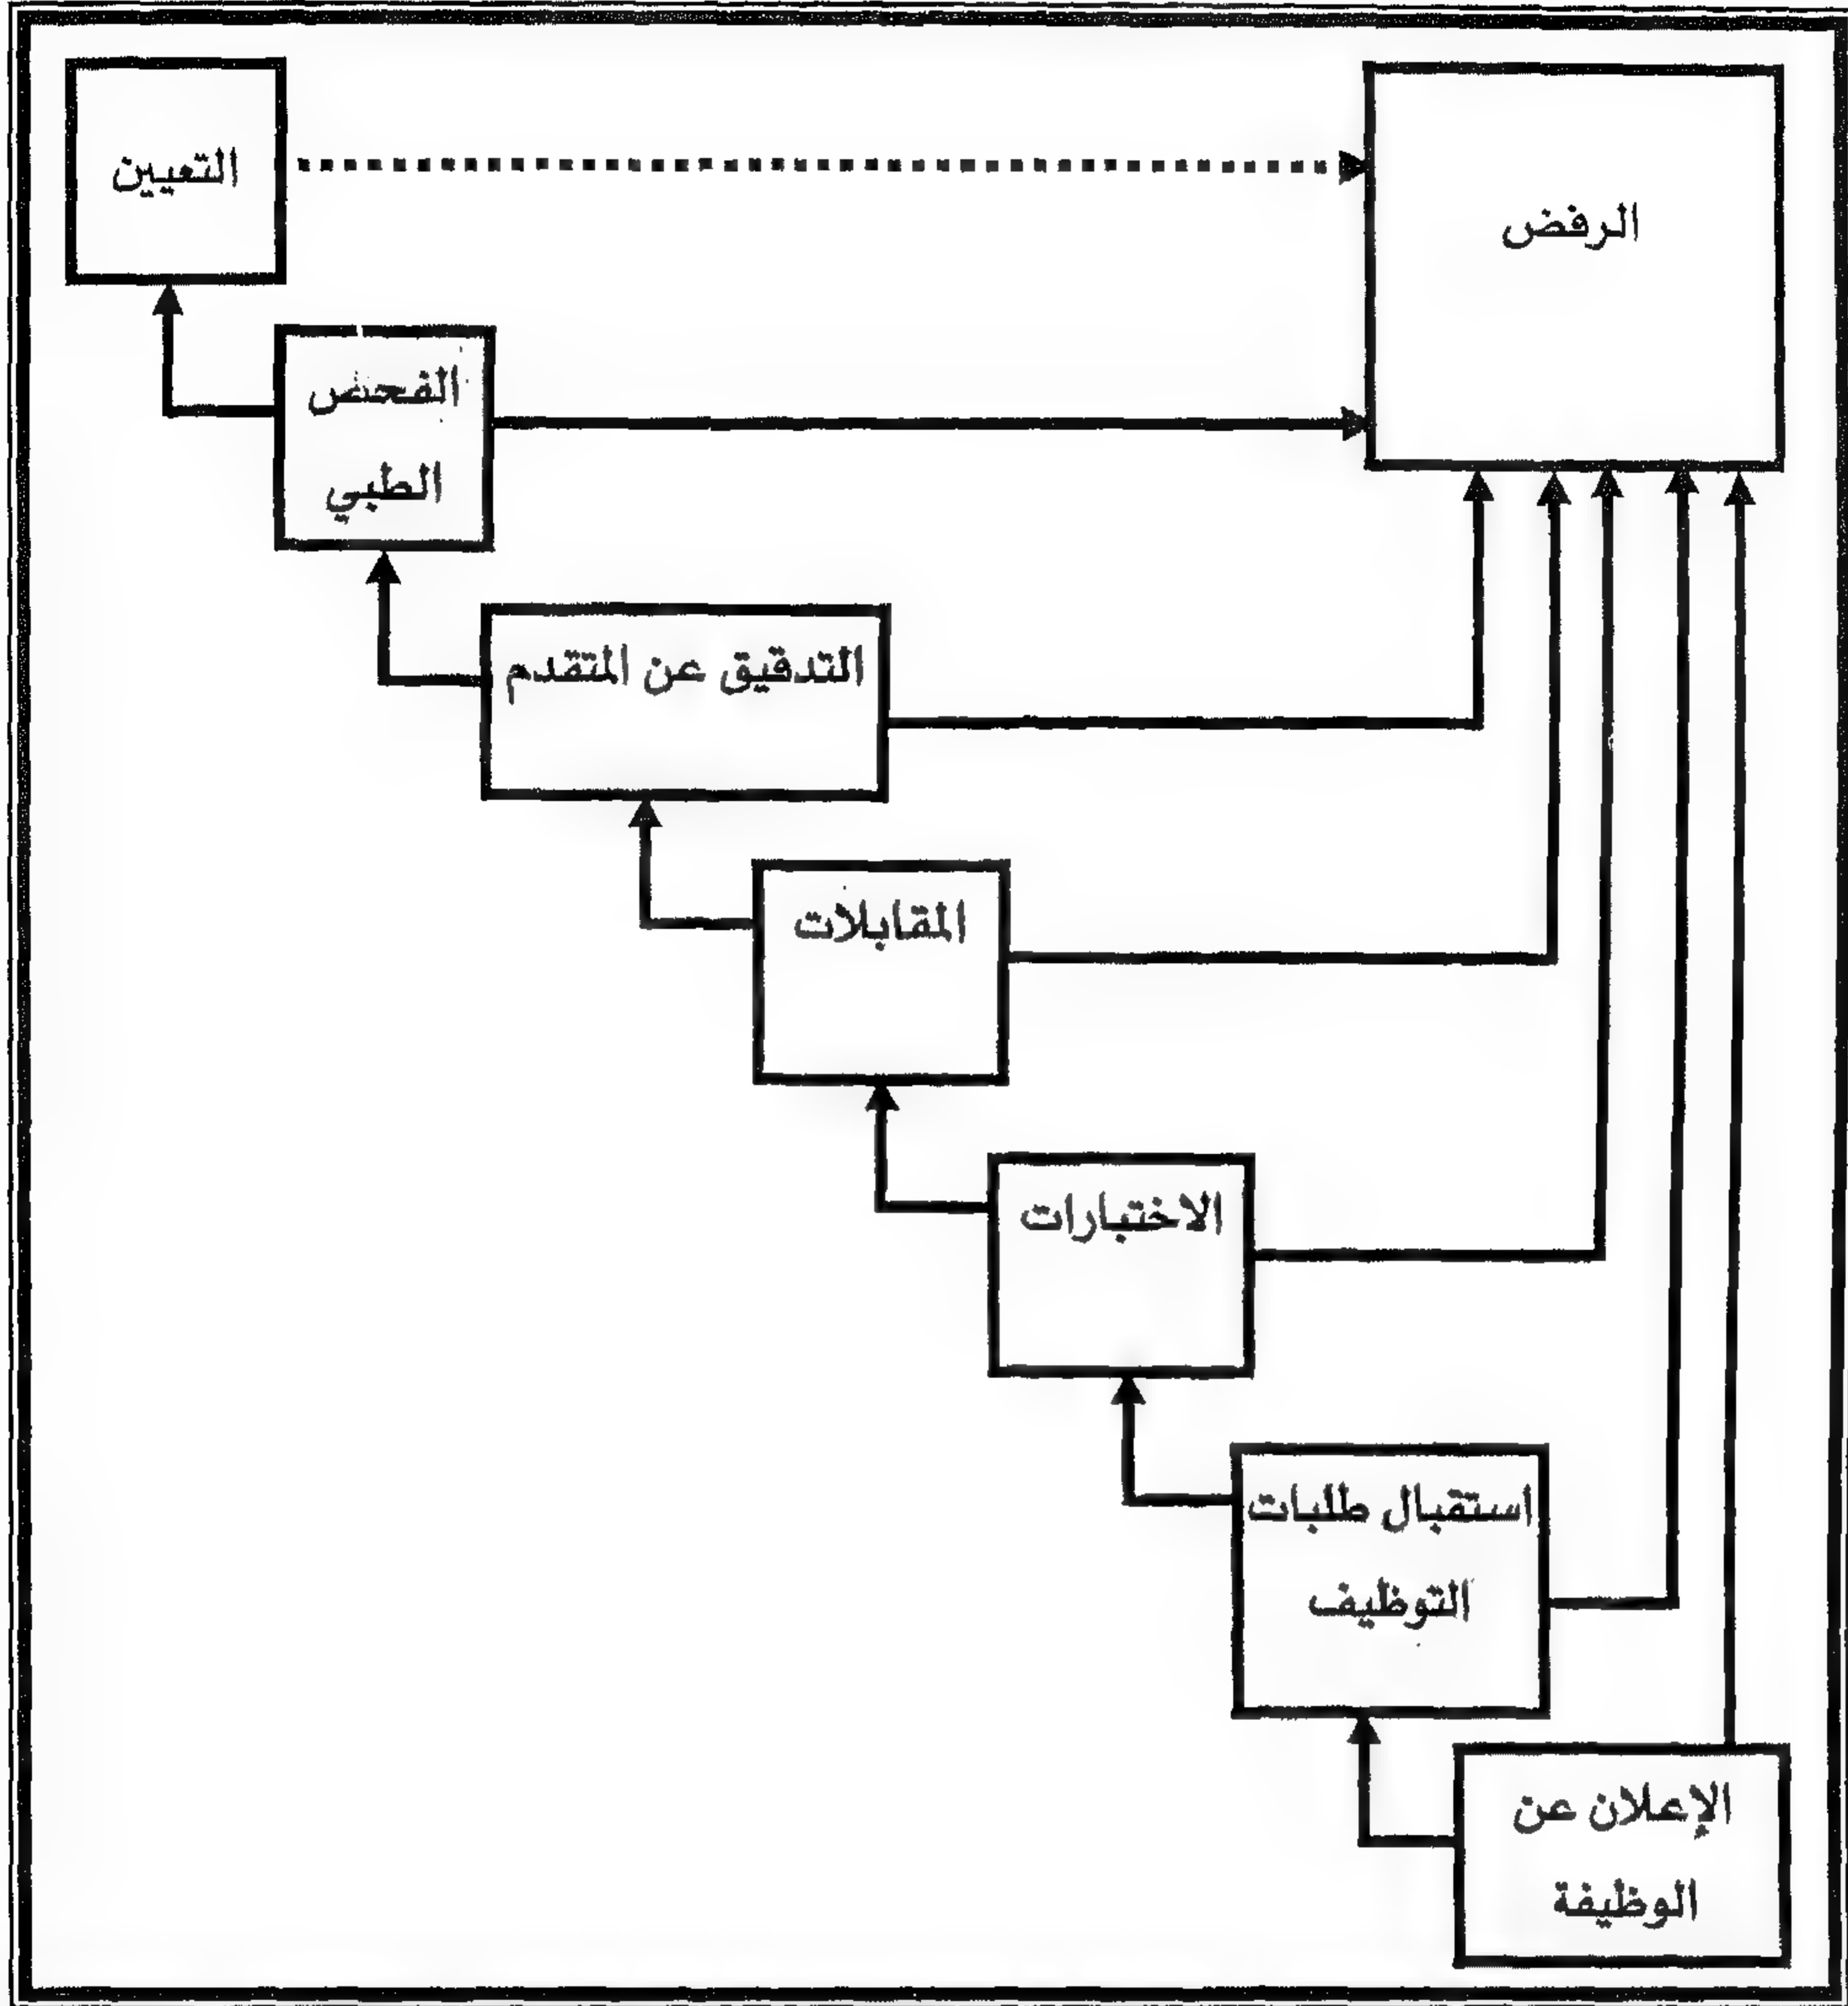 الرفض
التعيين
الفحص
الطبي
التدقيق عن المتقدم
المقابلات
الاختبارات
استقبال طلبات
التوظيف
الإعلان عن
الوظيفة